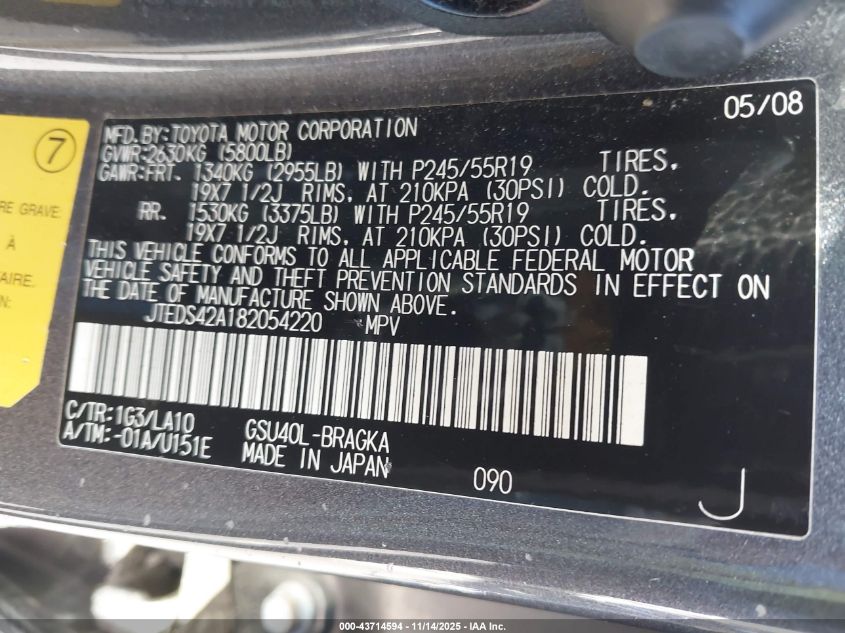 05/08
MFD.BY:TOYOTA MOTOR CORPORATION
GVWR:2630KG (5800LB)
GAWR:FRT. 1340KG (2955LB) WITH P245/55R19 TIRES,
19X7 1/2J RIMS, AT 210KPA (30PSI) COLD.
RR. 1530KG (3375LB) WITH P245/55R19 TIRES,
19X7 1/2J RIMS, AT 210KPA (30PSI) COLD.
THIS VEHICLE CONFORMS TO ALL APPLICABLE FEDERAL MOTOR
VEHICLE SAFETY AND THEFT PREVENTION STANDARDS IN EFFECT ON
THE DATE OF MANUFACTURE SHOWN ABOVE.
JTEDS42A182054220 MPV
C/TR:1G3/LA10 GSU40L-BRAGKA
A/TM:-01A/U151E MADE IN JAPAN 090
J
7
RE GRAVE
À
AIRE.
N:
000-43714594 - 11/14/2025 - IAA Inc.